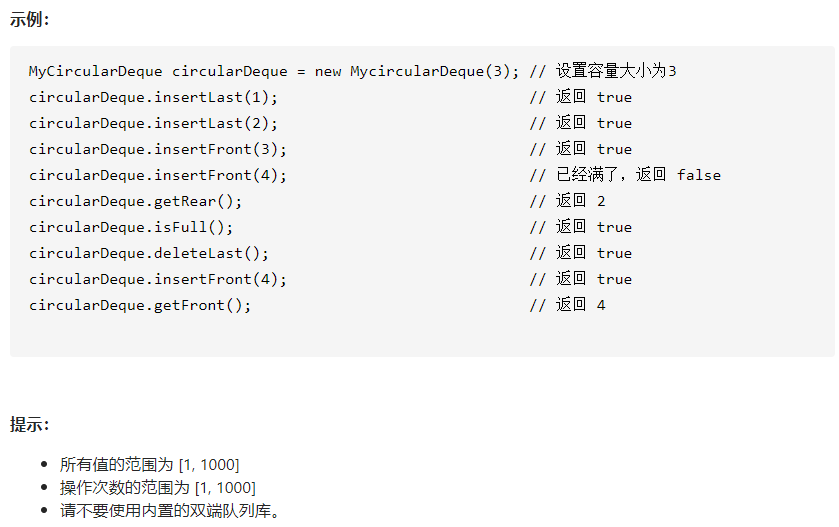 示例：
MyCircularDeque circularDeque = new MycircularDeque(3); // 设置容量大小为3
circularDeque.insertLast(1);			        // 返回 true
circularDeque.insertLast(2);			        // 返回 true
circularDeque.insertFront(3);			        // 返回 true
circularDeque.insertFront(4);			        // 已经满了，返回 false
circularDeque.getRear();  				// 返回 2
circularDeque.isFull();				        // 返回 true
circularDeque.deleteLast();			        // 返回 true
circularDeque.insertFront(4);			        // 返回 true
circularDeque.getFront();				// 返回 4
提示：
• 所有值的范围为 [1, 1000]
• 操作次数的范围为 [1, 1000]
• 请不要使用内置的双端队列库。